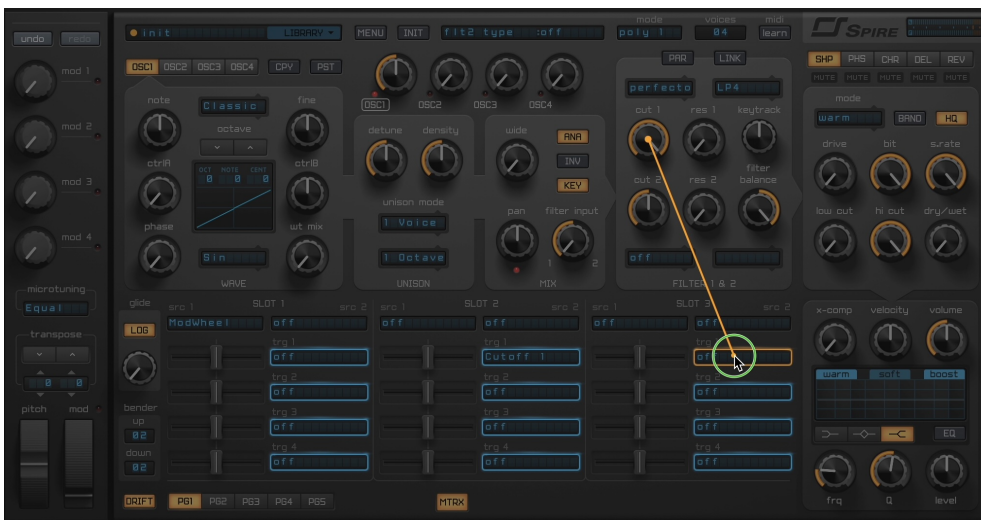 undo redo
init LIBRARY MENU INIT flt2 type :off mode poly 1 voices 04 midi learn SPIRE
mod 1
mod 2
mod 3
mod 4
microtuning
Equal
transpose
0 0
pitch mod
OSC1 OSC2 OSC3 OSC4 CPY PST
note Classic fine
octave
ctrlA OCT NOTE CENT ctrlB
0 0 0
phase wt mix
Sin
WAVE
OSC1 OSC2 OSC3 OSC4
detune density
unison mode
1 Voice
1 Octave
UNISON
wide ANA
INV
KEY
pan filter input
1 2
MIX
PAR LINK
perfecto LP4
cut 1 res 1 keytrack
cut 2 res 2 filter balance
off
FILTER 1 & 2
SHP PHS CHR DEL REV
MUTE MUTE MUTE MUTE MUTE
mode
warm BAND HQ
drive bit s.rate
low cut hi cut dry/wet
glide
LOG
bender
up
02
down
02
DRIFT
src 1 SLOT 1 src 2
ModWheel off
trg 1
off
trg 2
off
trg 3
off
trg 4
off
src 1 SLOT 2 src 2
off off
trg 1
Cutoff 1
trg 2
off
trg 3
off
trg 4
off
src 1 SLOT 3 src 2
off off
trg
of
trg 2
off
trg 3
off
trg 4
off
PG1 PG2 PG3 PG4 PG5 MTRX
x-comp velocity volume
warm soft boost
EQ
frq Q level